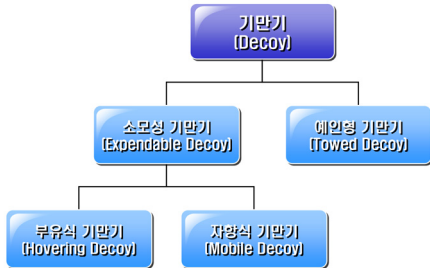 기만기
(Decoy)
소모성 기만기
(Expendable Decoy)
예인형 기만기
(Towed Decoy)
부유식 기만기
(Hovering Decoy)
자항식 기만기
(Mobile Decoy)